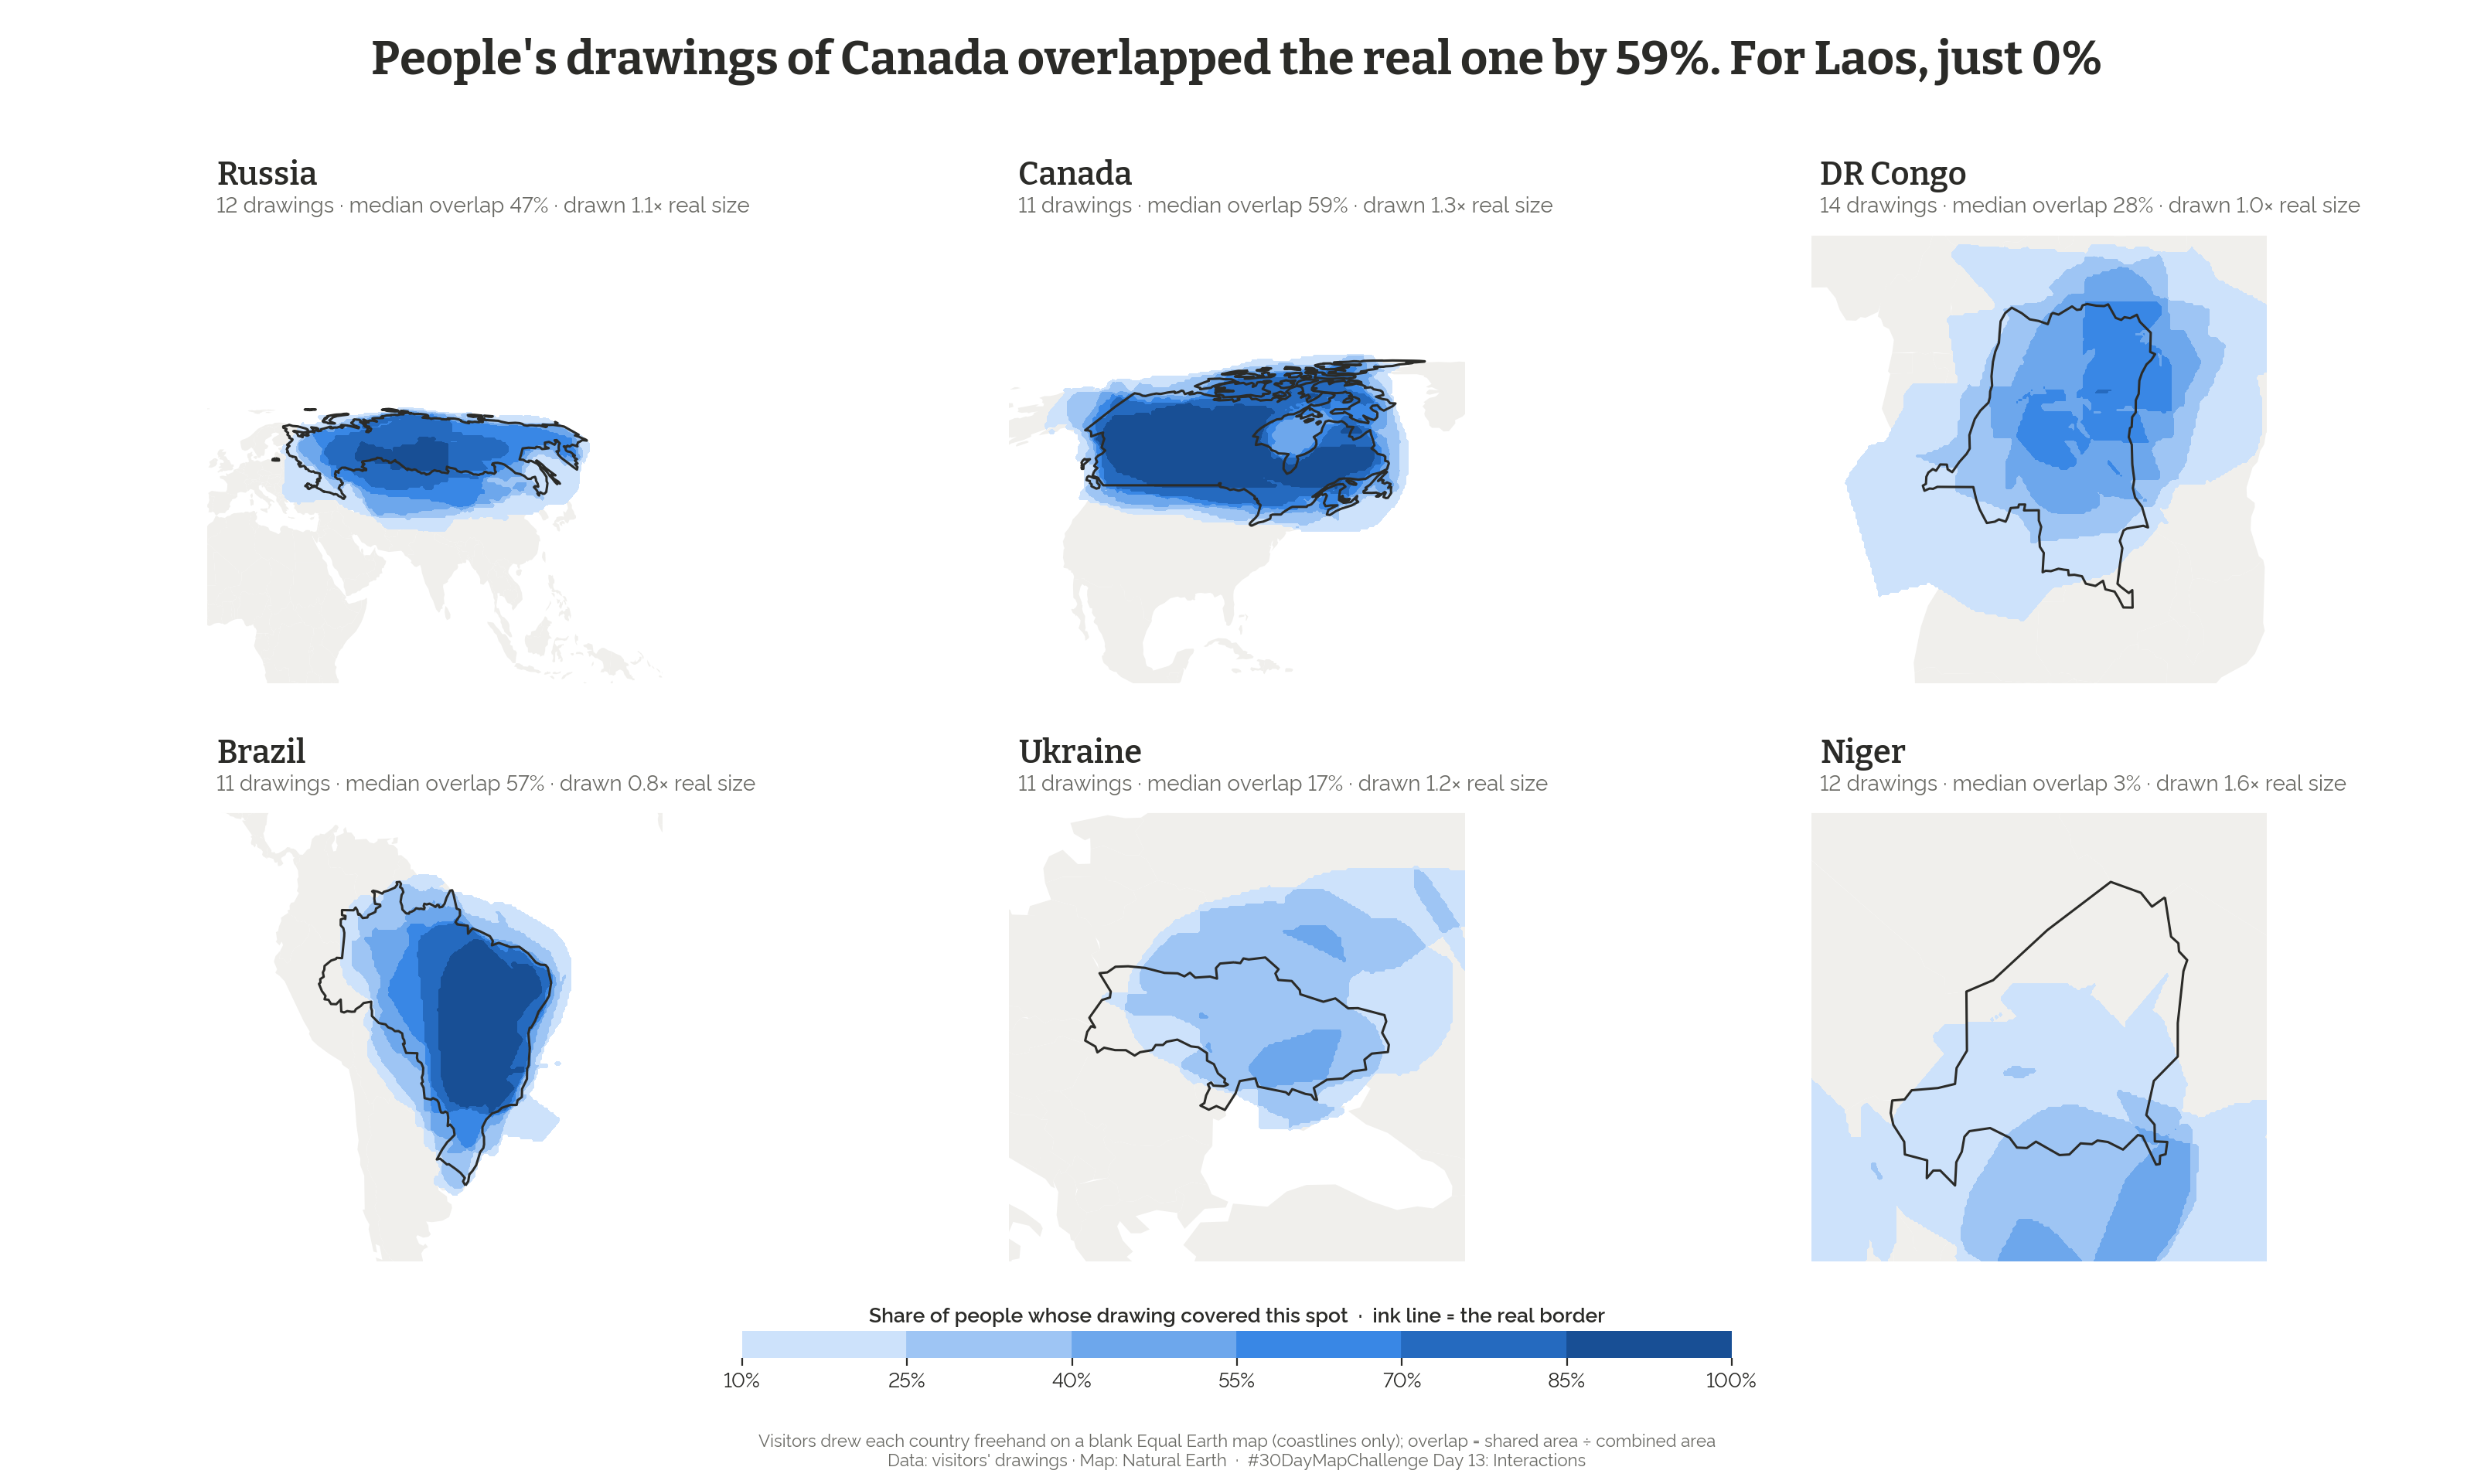 People's drawings of Canada overlapped the real one by 59%. For Laos, just 0%
Russia
12 drawings · median overlap 47% · drawn 1.1× real size
Canada
11 drawings · median overlap 59% · drawn 1.3× real size
DR Congo
14 drawings · median overlap 28% · drawn 1.0× real size
Brazil
11 drawings · median overlap 57% · drawn 0.8× real size
Ukraine
11 drawings · median overlap 17% · drawn 1.2× real size
Niger
12 drawings · median overlap 3% · drawn 1.6× real size
Share of people whose drawing covered this spot · ink line = the real border
10% 25% 40% 55% 70% 85% 100%
Visitors drew each country freehand on a blank Equal Earth map (coastlines only); overlap = shared area ÷ combined area
Data: visitors' drawings · Map: Natural Earth · #30DayMapChallenge Day 13: Interactions